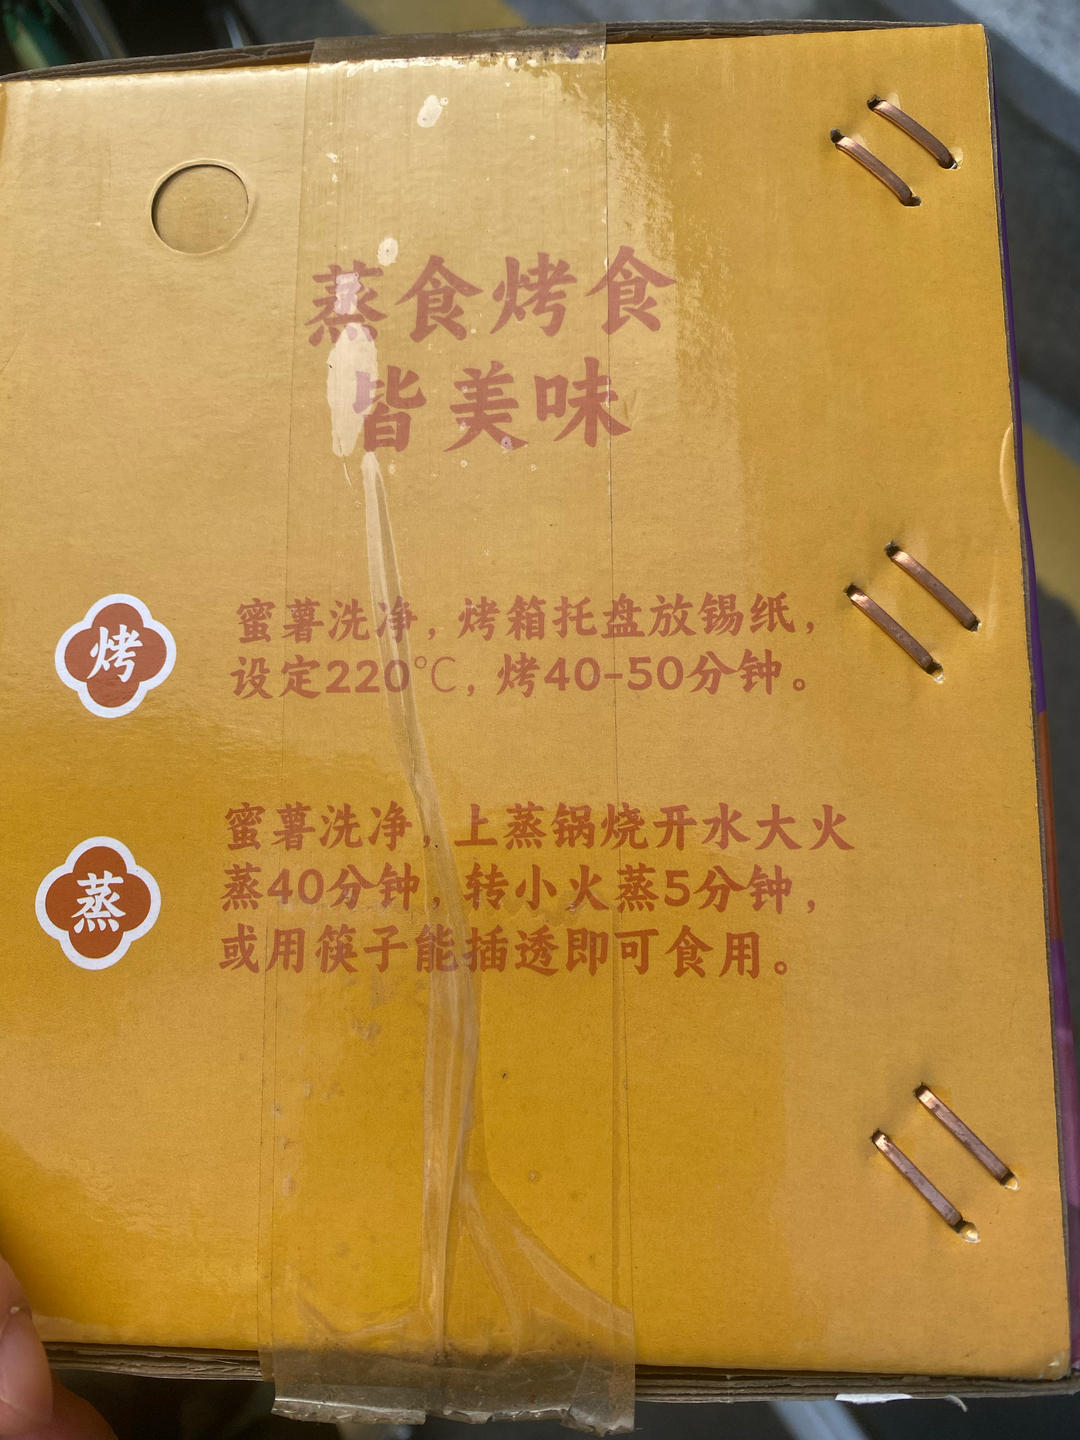 蒸食烤食
皆美味
烤
蜜薯洗净，烤箱托盘放锡纸，
设定220℃，烤40-50分钟。
蒸
蜜薯洗净，上蒸锅烧开水大火
蒸40分钟，转小火蒸5分钟，
或用筷子能插透即可食用。